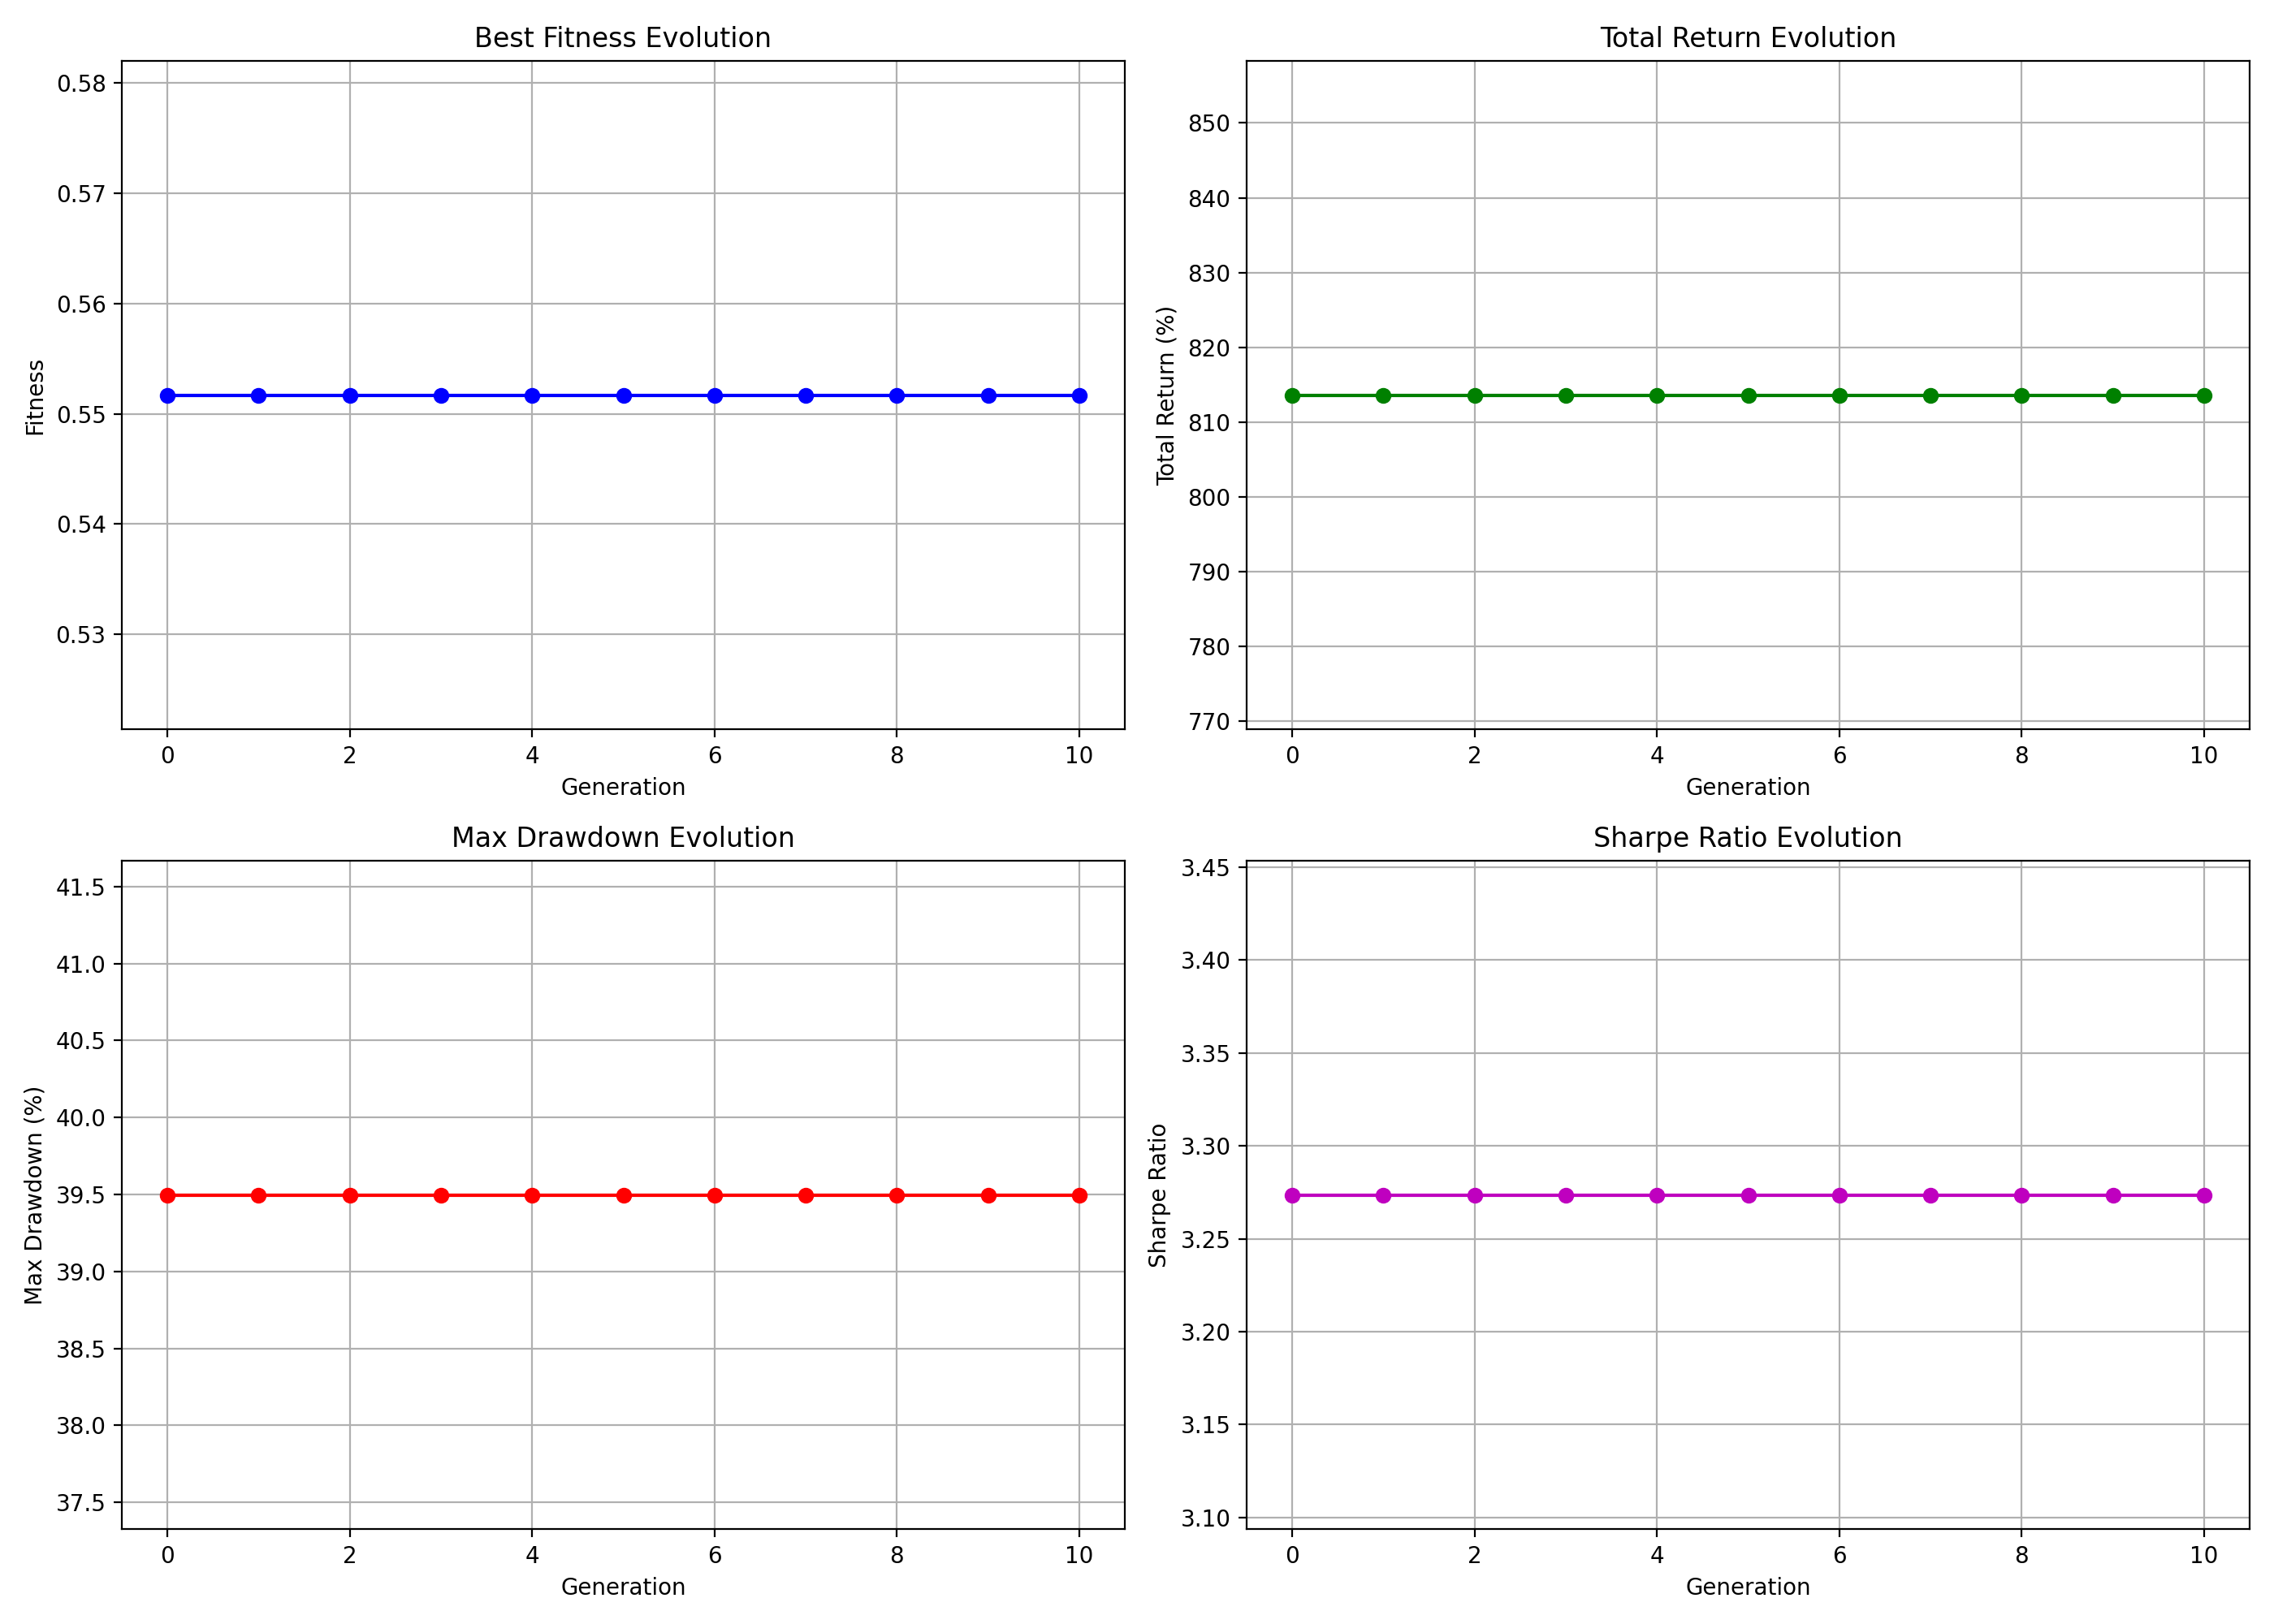 Best Fitness Evolution
Fitness
0.58
0.57
0.56
0.55
0.54
0.53
0 2 4 6 8 10
Generation
Total Return Evolution
Total Return (%)
850
840
830
820
810
800
790
780
770
0 2 4 6 8 10
Generation
Max Drawdown Evolution
Max Drawdown (%)
41.5
41.0
40.5
40.0
39.5
39.0
38.5
38.0
37.5
0 2 4 6 8 10
Generation
Sharpe Ratio Evolution
Sharpe Ratio
3.45
3.40
3.35
3.30
3.25
3.20
3.15
3.10
0 2 4 6 8 10
Generation